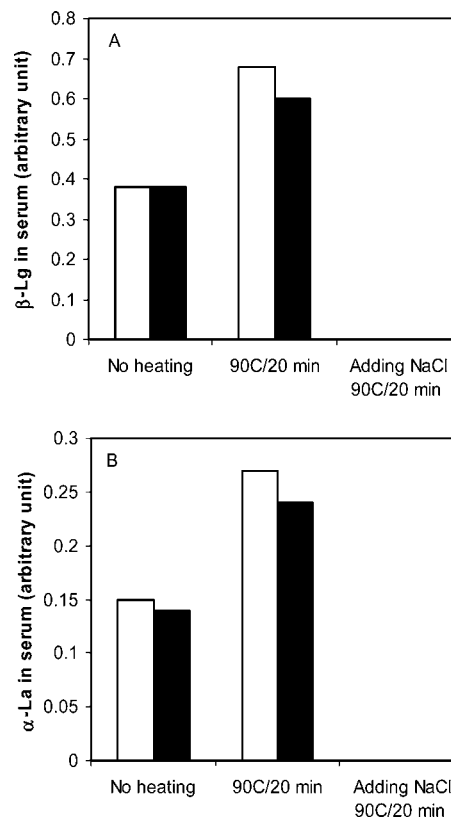 A
β-Lg in serum (arbitrary unit)
0.8
0.7
0.6
0.5
0.4
0.3
0.2
0.1
0
No heating
90C/20 min
Adding NaCl
90C/20 min
B
α-La in serum (arbitrary unit)
0.3
0.25
0.2
0.15
0.1
0.05
0
No heating
90C/20 min
Adding NaCl
90C/20 min